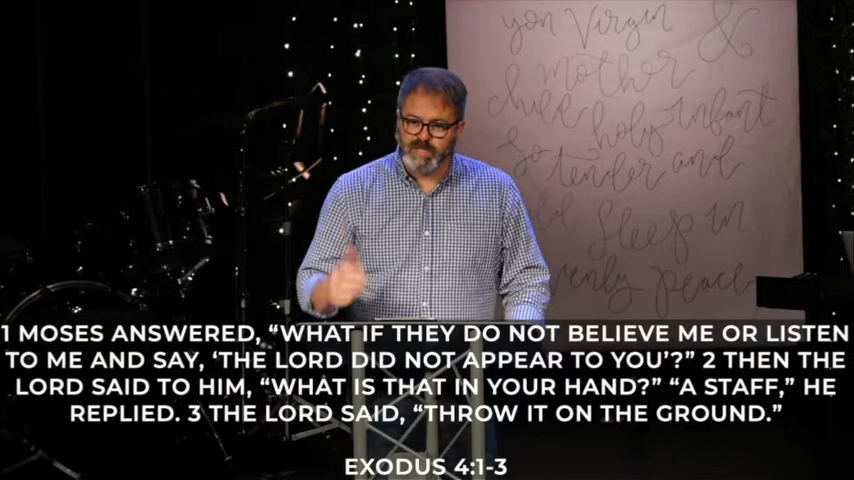 yon Virgin &
mother
child
holy Infant
So
tender and
Sleep in
peace
1 MOSES ANSWERED, “WHAT IF THEY DO NOT BELIEVE ME OR LISTEN
TO ME AND SAY, ‘THE LORD DID NOT APPEAR TO YOU’?” 2 THEN THE
LORD SAID TO HIM, “WHAT IS THAT IN YOUR HAND?” “A STAFF,” HE
REPLIED. 3 THE LORD SAID, “THROW IT ON THE GROUND.”
EXODUS 4:1-3